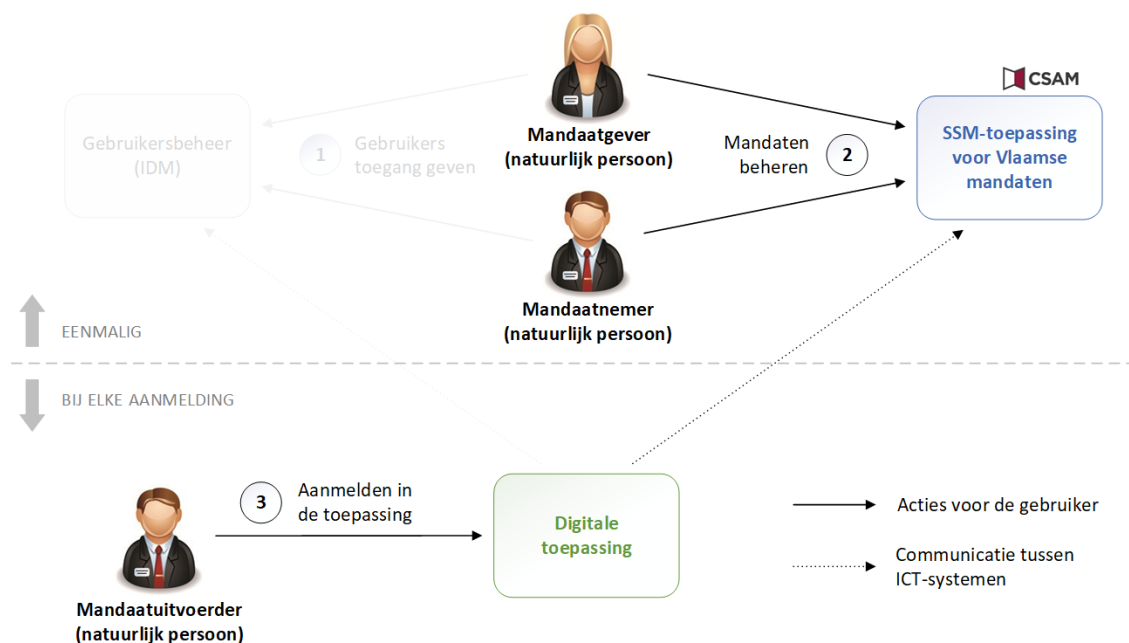 CSAM
Gebruikersbeheer
(IDM)
1
Gebruikers
toegang geven
Mandaatgever
(natuurlijk persoon)
Mandaten
beheren
2
SSM-toepassing
voor Vlaamse
mandaten
Mandaatnemer
(natuurlijk persoon)
EENMALIG
BIJ ELKE AANMELDING
3
Aanmelden in
de toepassing
Mandaatuitvoerder
(natuurlijk persoon)
Digitale
toepassing
Acties voor de gebruiker
Communicatie tussen
ICT-systemen